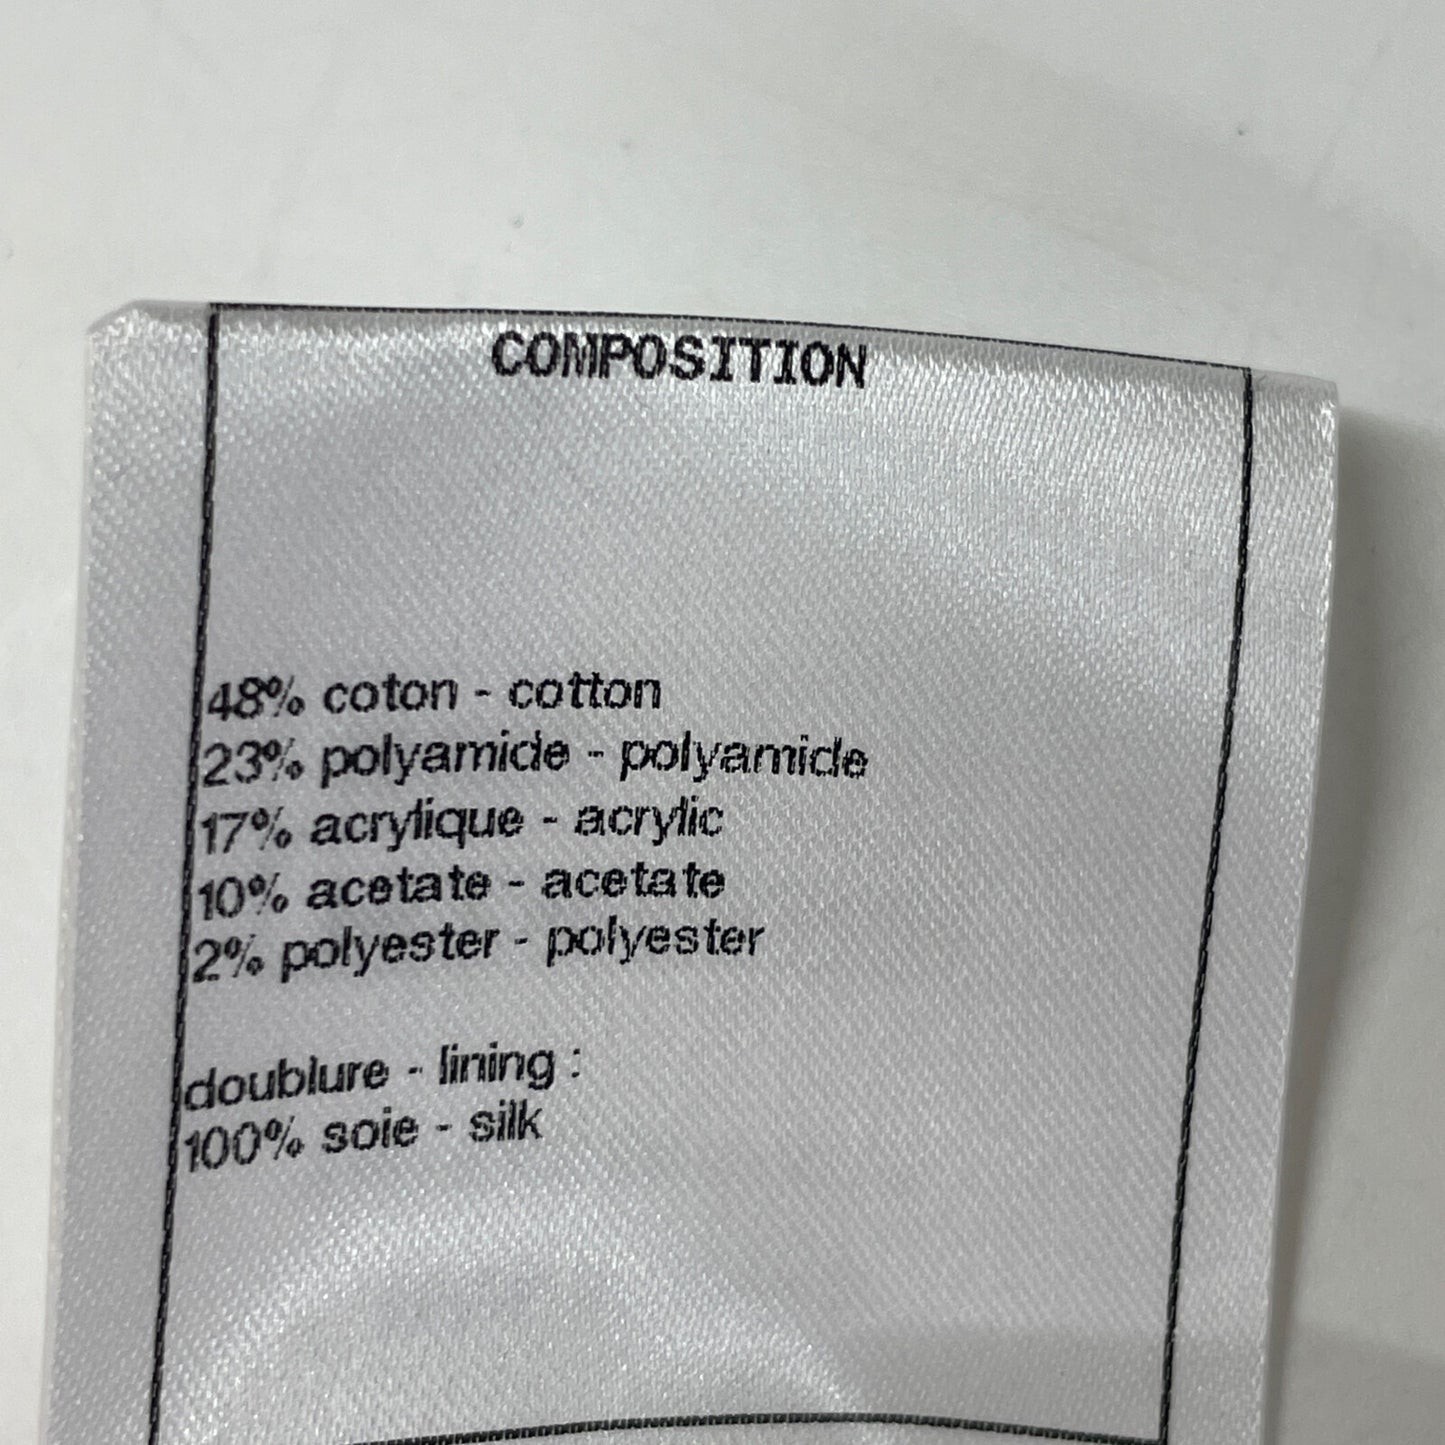 COMPOSITION
48% coton - cotton
23% polyamide - polyamide
17% acrylique - acrylic
10% acetate - acetate
2% polyester - polyester
doublure - lining :
100% soie - silk